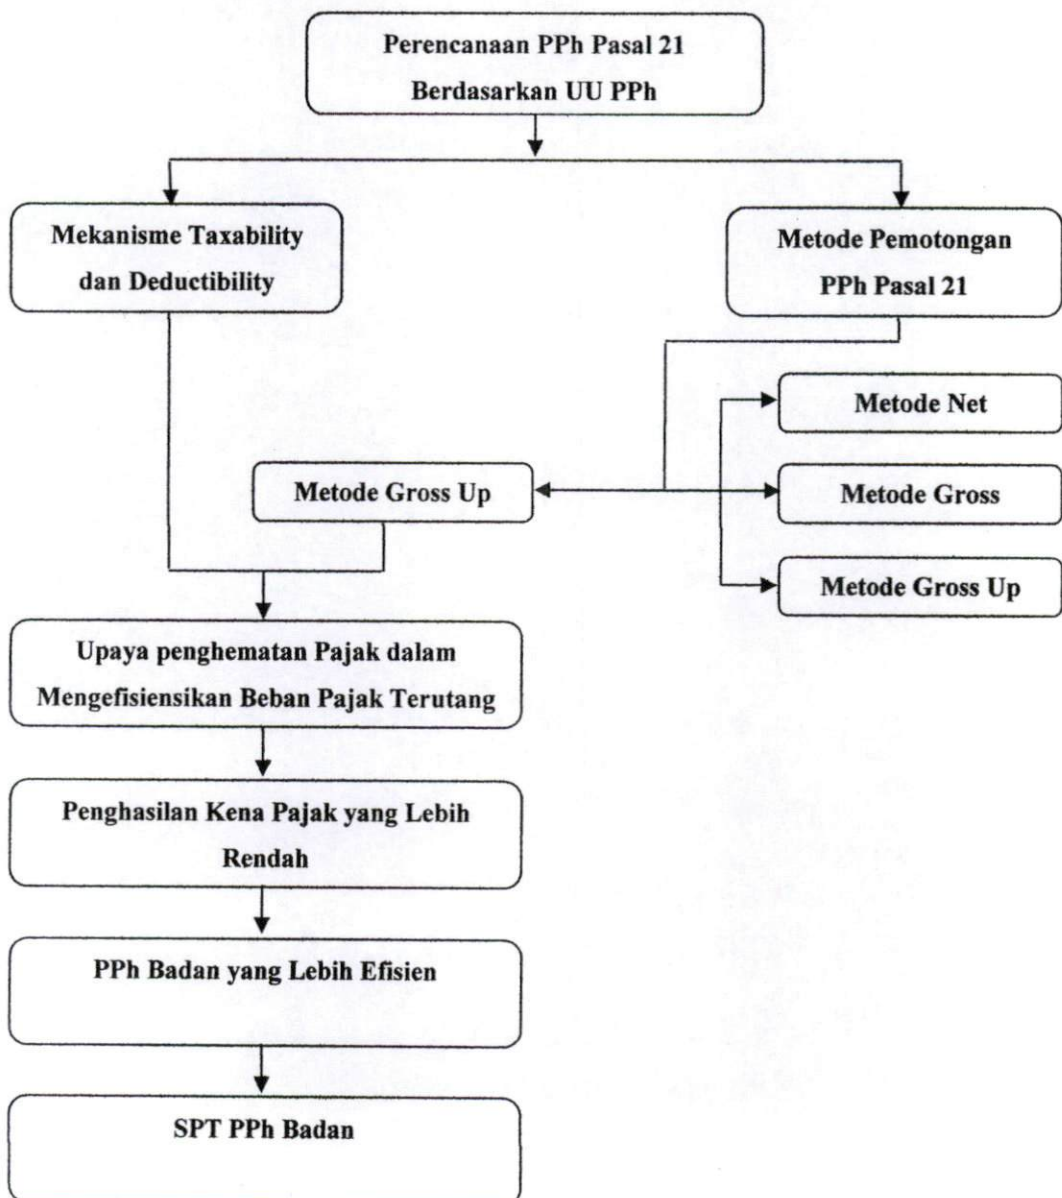 Perencanaan PPh Pasal 21
Berdasarkan UU PPh
Mekanisme Taxability
dan Deductibility
Metode Pemotongan
PPh Pasal 21
Metode Net
Metode Gross Up
Metode Gross
Metode Gross Up
Upaya penghematan Pajak dalam
Mengefisiensikan Beban Pajak Terutang
Penghasilan Kena Pajak yang Lebih
Rendah
PPh Badan yang Lebih Efisien
SPT PPh Badan